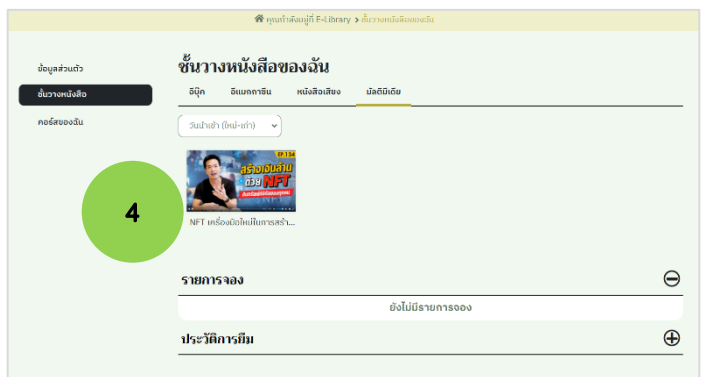 คุณกำลังอยู่ที่ E-Library > ชั้นวางหนังสือของฉัน
ข้อมูลส่วนตัว
ชั้นวางหนังสือ
คอร์สของฉัน
ชั้นวางหนังสือของฉัน
อีบุ๊ค อีแมกกาซีน หนังสือเสียง มัลติมีเดีย
วันนำเข้า (ใหม่-เก่า)
EP.134
สร้างเงินล้าน
ด้วย NFT
NFT เครื่องมือใหม่ในการสร้า...
4
รายการจอง
ยังไม่มีรายการจอง
ประวัติการยืม